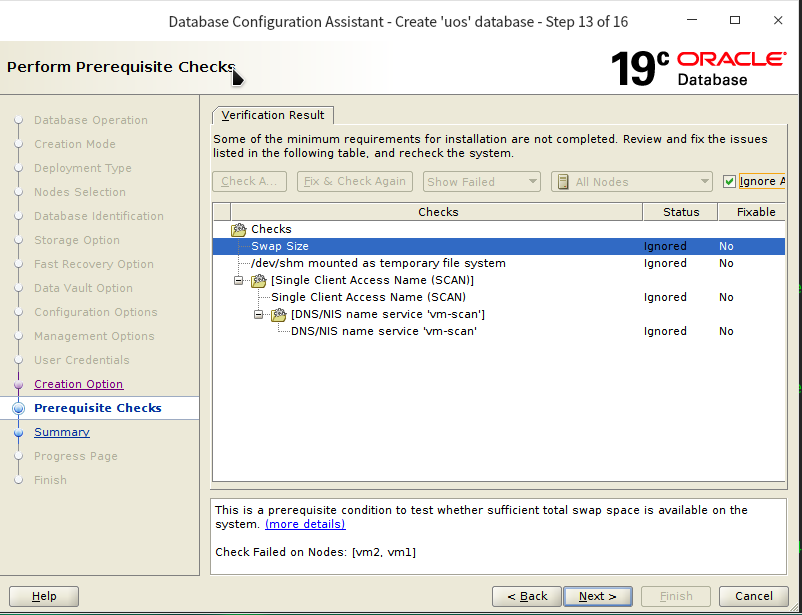 Database Configuration Assistant - Create 'uos' database - Step 13 of 16
Perform Prerequisite Checks
19c ORACLE
Database
Database Operation
Creation Mode
Deployment Type
Nodes Selection
Database Identification
Storage Option
Fast Recovery Option
Data Vault Option
Configuration Options
Management Options
User Credentials
Creation Option
Prerequisite Checks
Summary
Progress Page
Finish
Verification Result
Some of the minimum requirements for installation are not completed. Review and fix the issues
listed in the following table, and recheck the system.
Check A... Fix & Check Again Show Failed All Nodes Ignore A
Checks Status Fixable
Checks
Swap Size Ignored No
/dev/shm mounted as temporary file system Ignored No
[Single Client Access Name (SCAN)]
Single Client Access Name (SCAN) Ignored No
[DNS/NIS name service 'vm-scan']
DNS/NIS name service 'vm-scan' Ignored No
This is a prerequisite condition to test whether sufficient total swap space is available on the
system. (more details)
Check Failed on Nodes: [vm2, vm1]
Help < Back Next > Finish Cancel